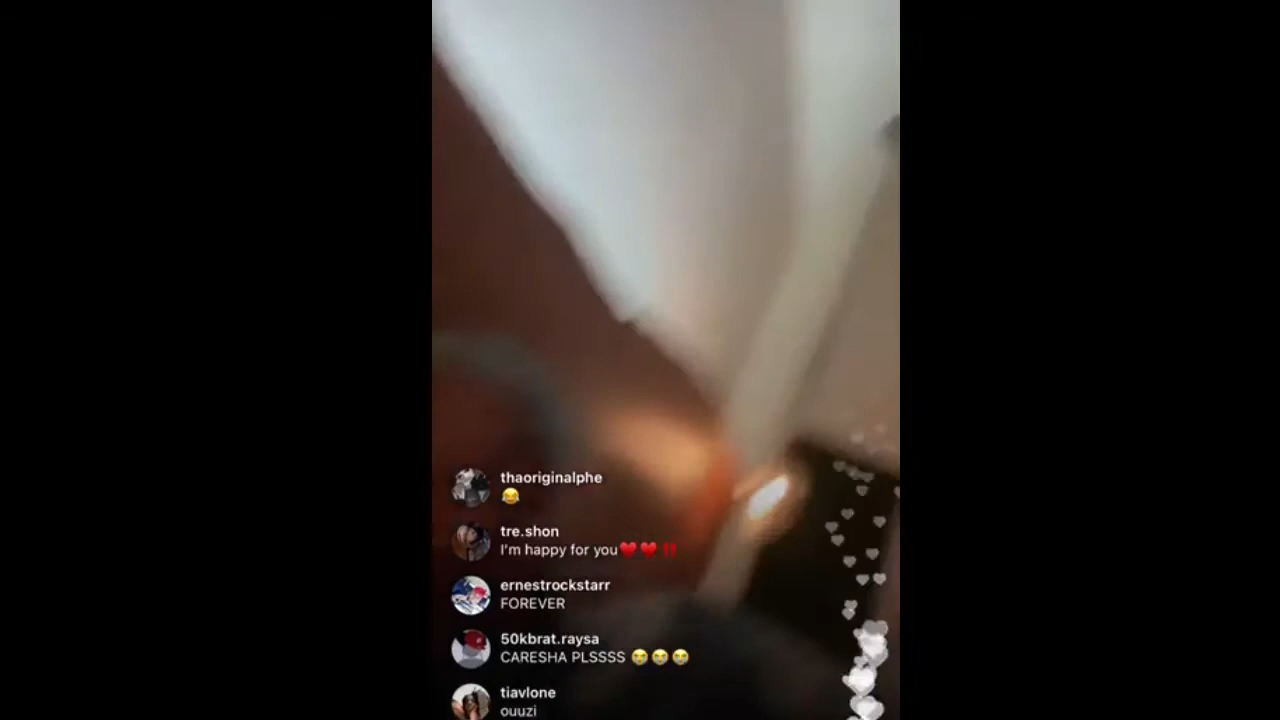 thaoriginalphe
😂
tre.shon
I'm happy for you❤️❤️‼️
ernestrockstarr
FOREVER
50kbrat.raysa
CARESHA PLSSSS 😭😭😭
tiavlone
ouuzi